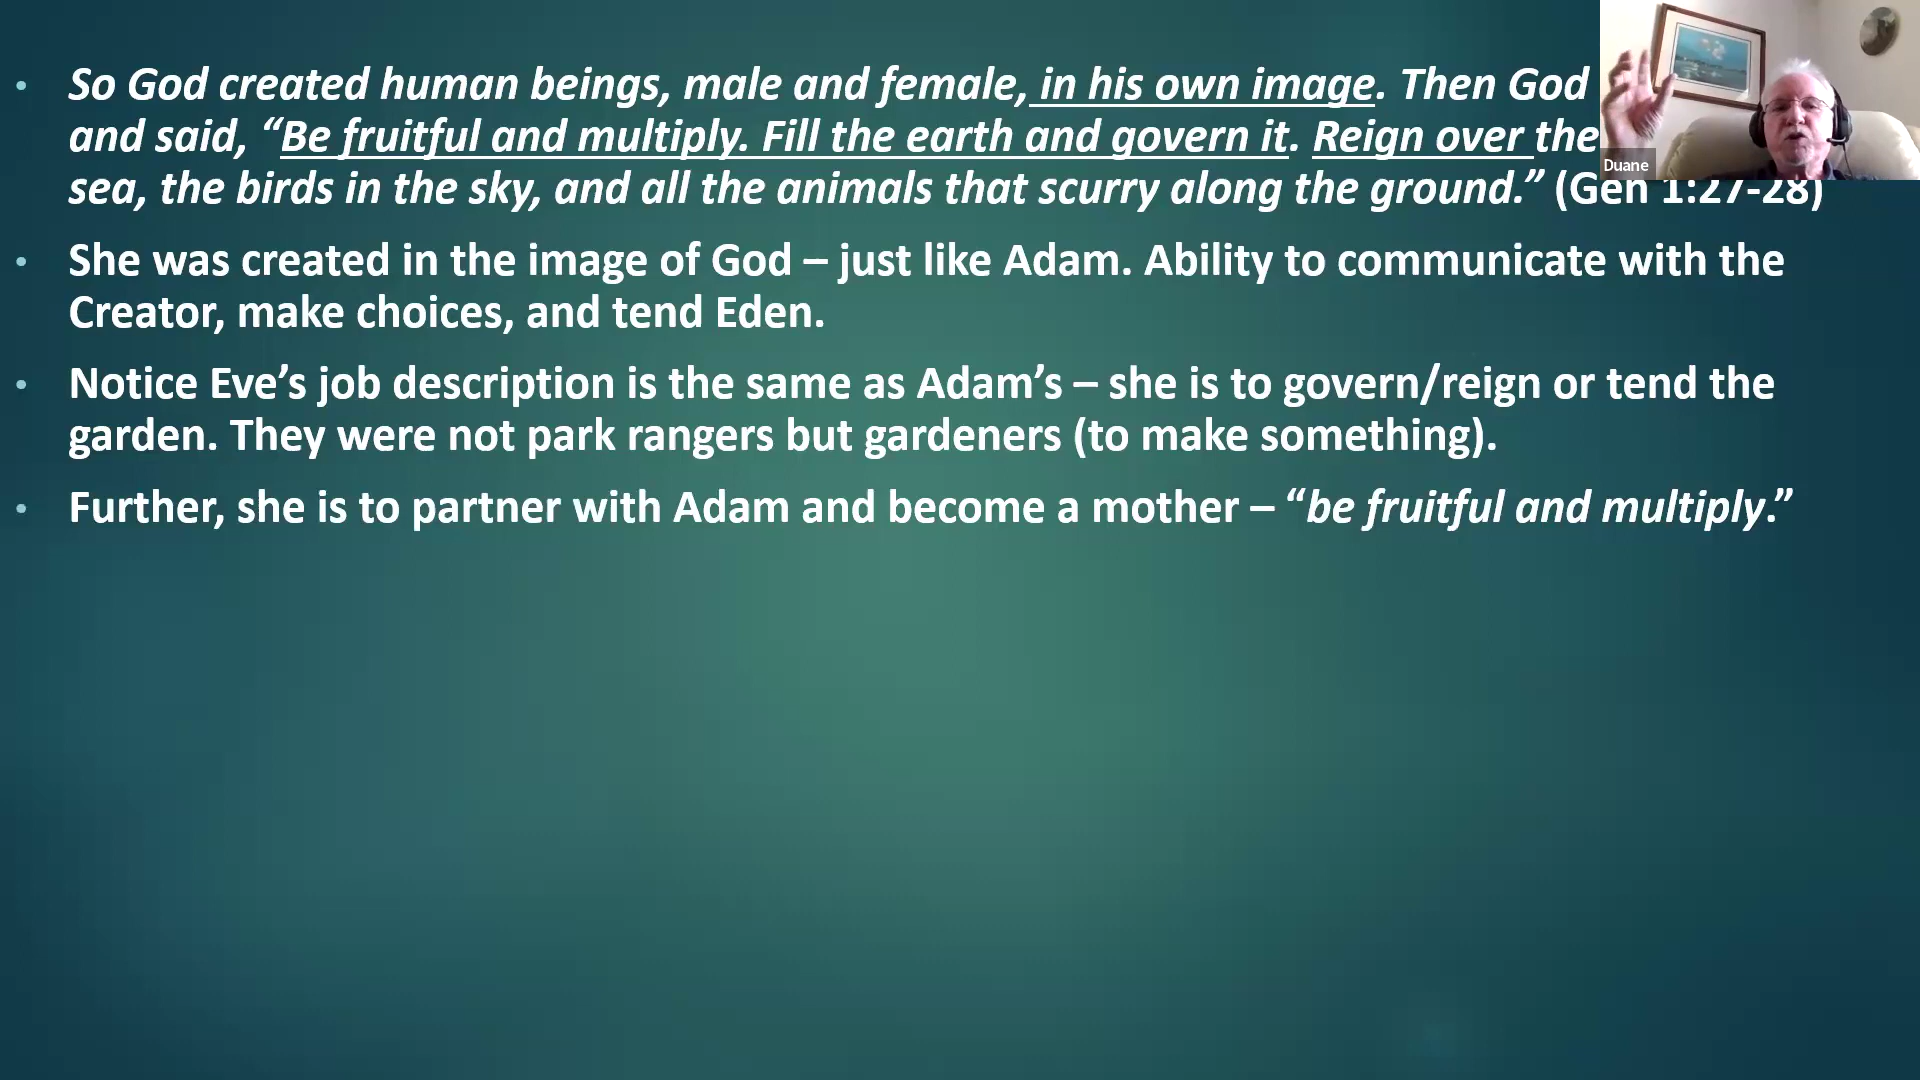 • So God created human beings, male and female, in his own image. Then God
and said, “Be fruitful and multiply. Fill the earth and govern it. Reign over the
sea, the birds in the sky, and all the animals that scurry along the ground.” (Gen 1:27-28)
• She was created in the image of God – just like Adam. Ability to communicate with the
Creator, make choices, and tend Eden.
• Notice Eve’s job description is the same as Adam’s – she is to govern/reign or tend the
garden. They were not park rangers but gardeners (to make something).
• Further, she is to partner with Adam and become a mother – “be fruitful and multiply.”
Duane